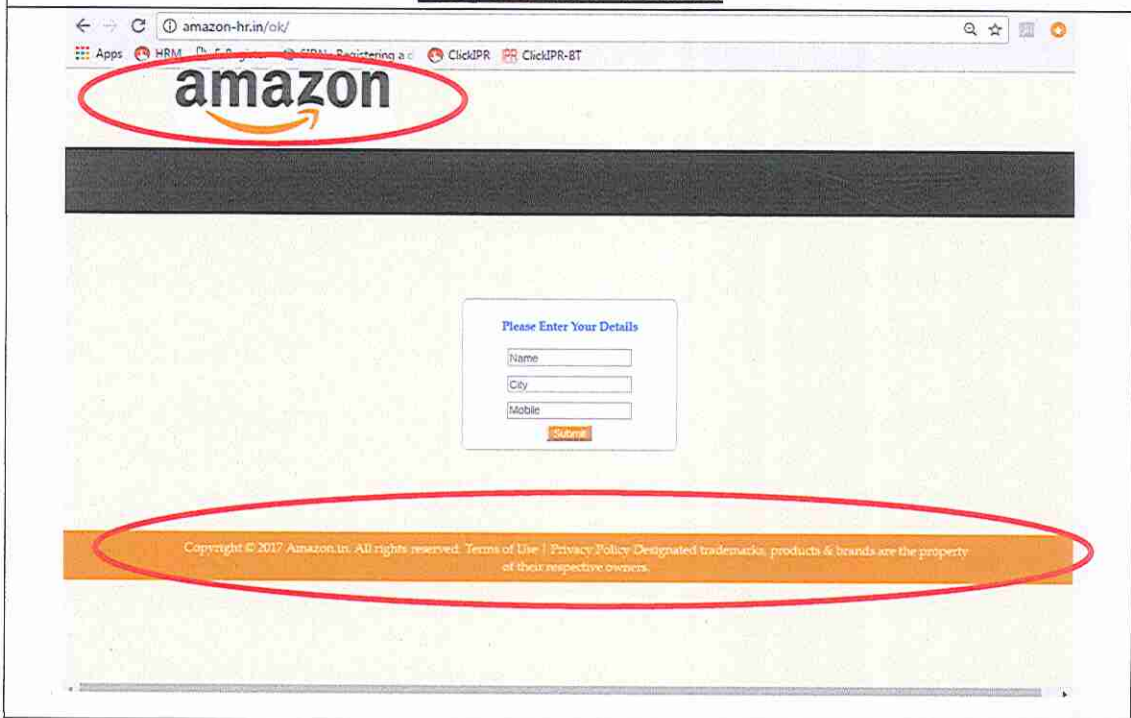 amazon-hr.in/ok/
Apps HRM Registering a ClickIPR ClickIPR-BT
amazon
Please Enter Your Details
Name
City
Mobile
Submit
Copyright © 2017 Amazon.in. All rights reserved. Terms of Use | Privacy Policy Designated trademarks, products & brands are the property
of their respective owners.